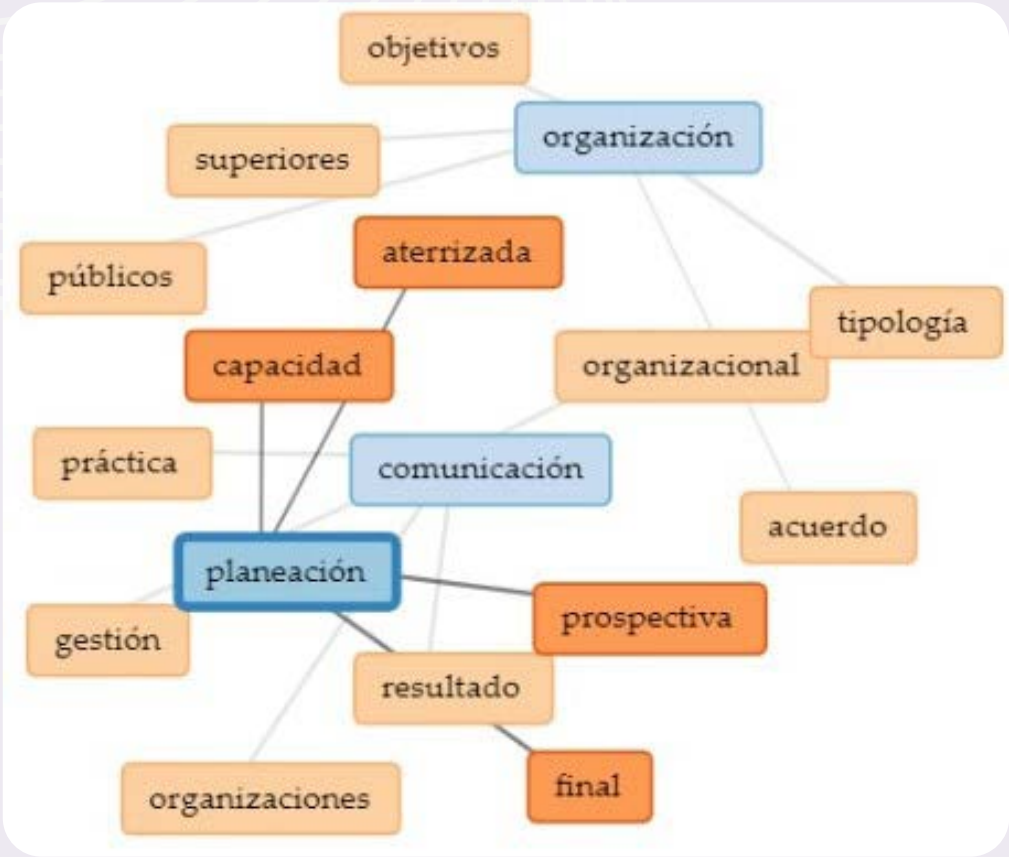 objetivos
organización
superiores
aterrizada
públicos
tipología
capacidad
organizacional
práctica
comunicación
acuerdo
planeación
prospectiva
gestión
resultado
final
organizaciones